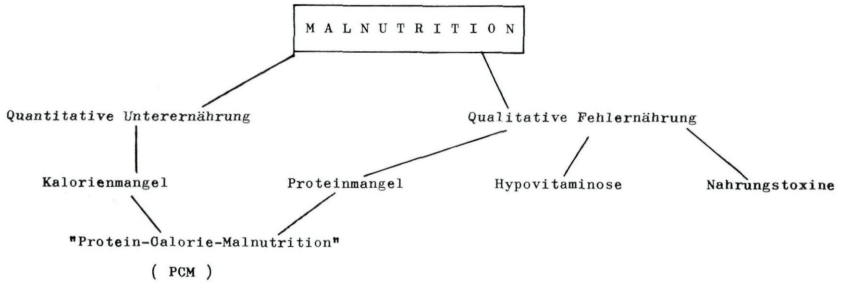 MALNUTRITION
Quantitative Unterernährung Qualitative Fehlernährung
Kalorienmangel Proteinmangel Hypovitaminose Nahrungstoxine
"Protein-Calorie-Malnutrition"
( PCM )